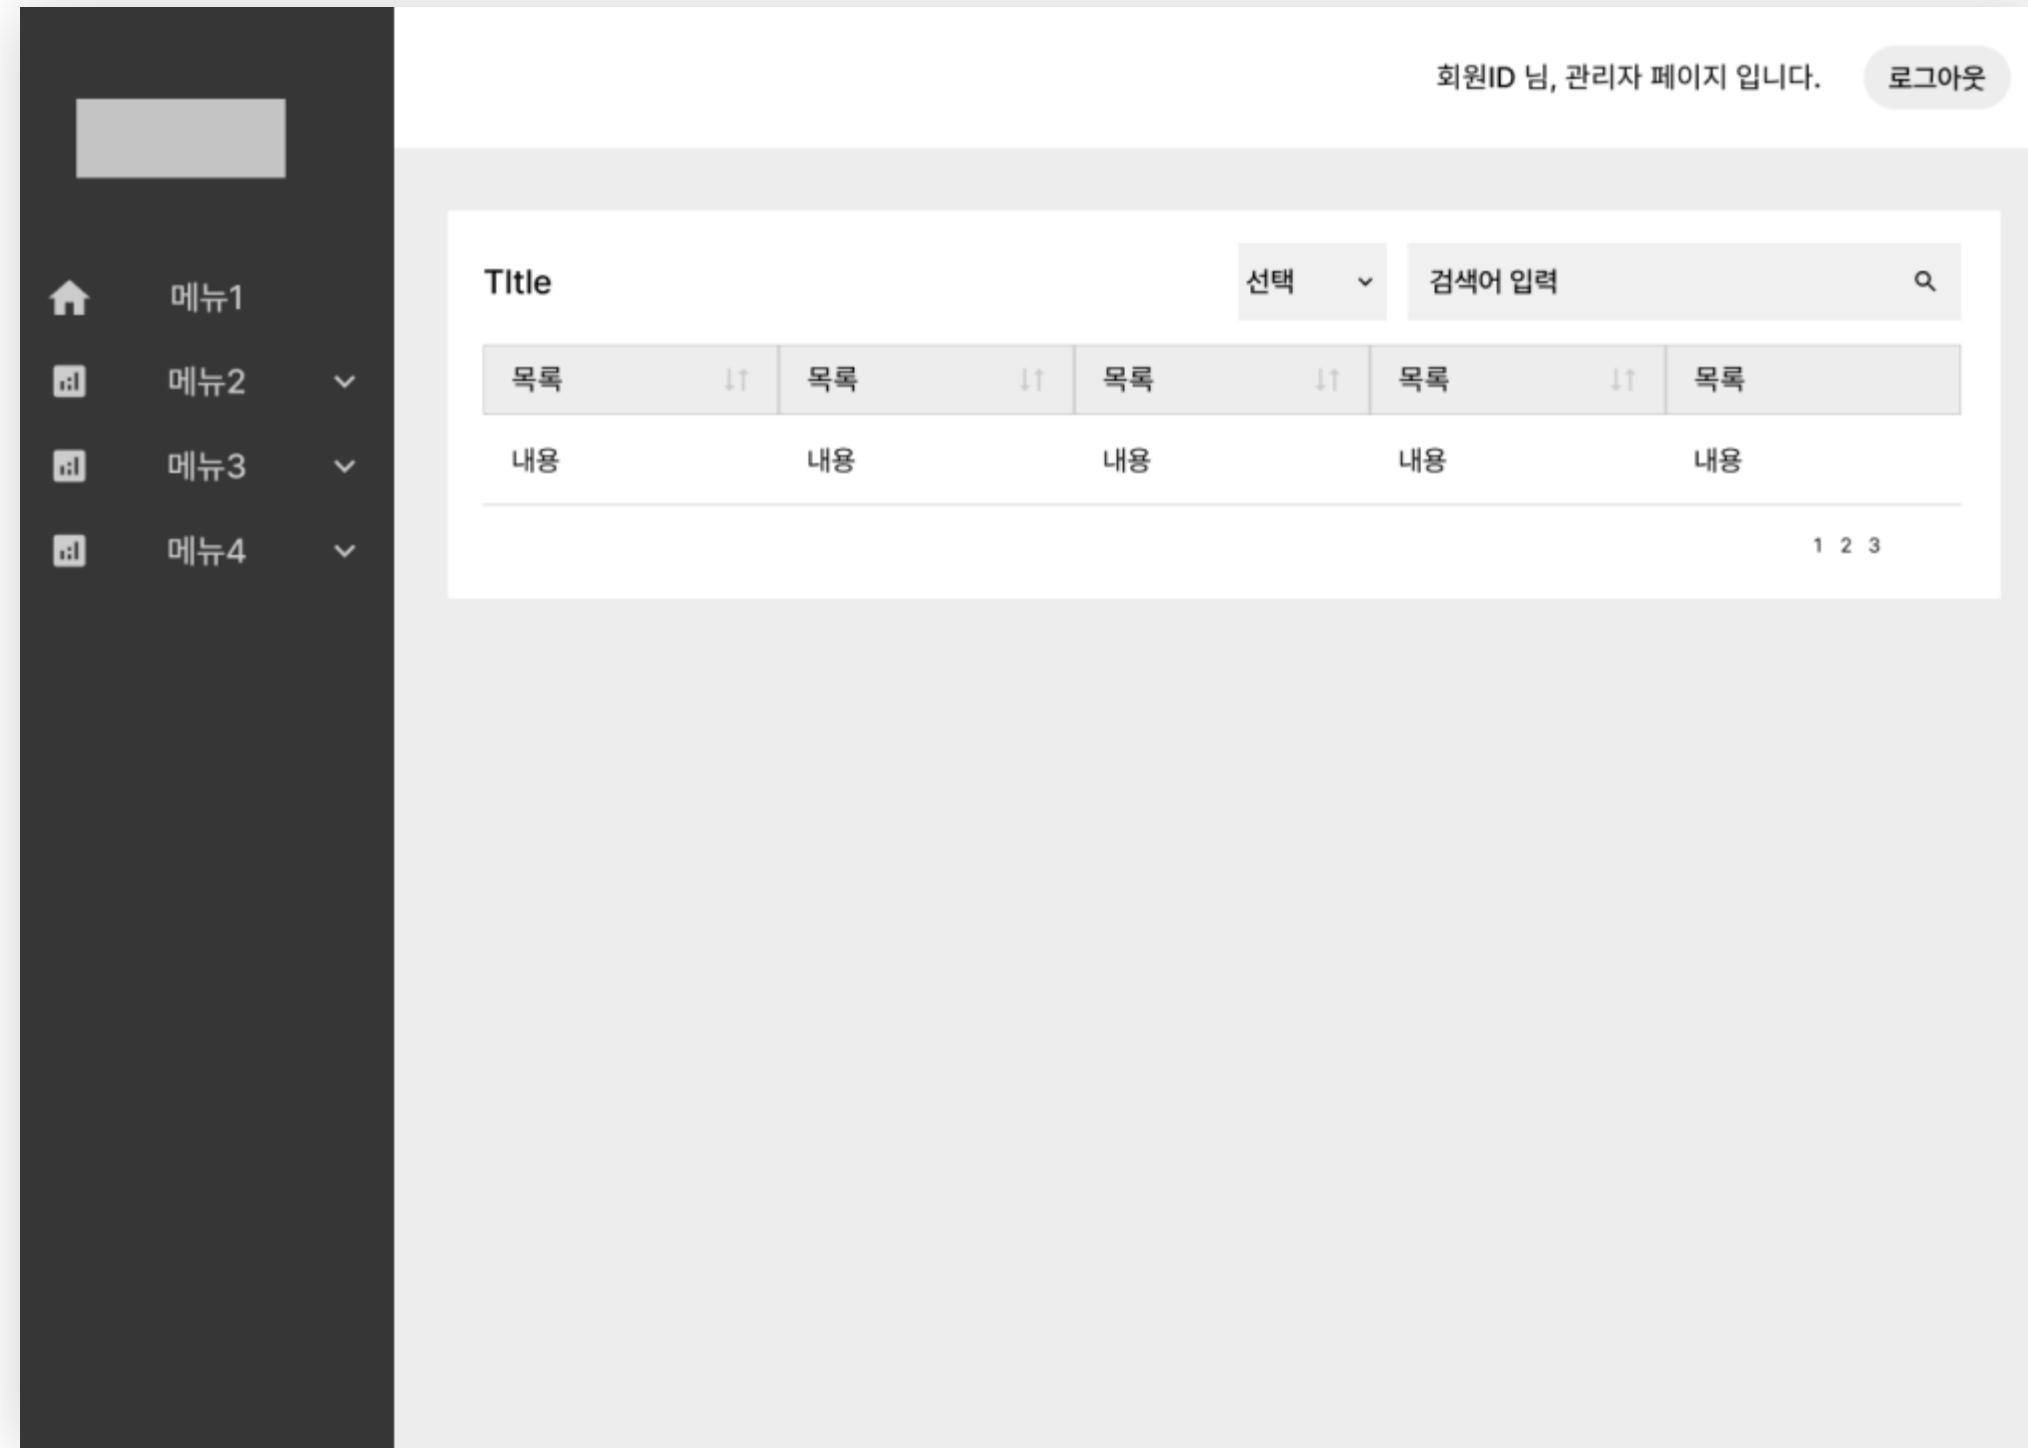 회원ID 님, 관리자 페이지 입니다. 로그아웃
메뉴1
메뉴2
메뉴3
메뉴4
TItle 선택 검색어 입력
목록 목록 목록 목록 목록
내용 내용 내용 내용 내용
1 2 3